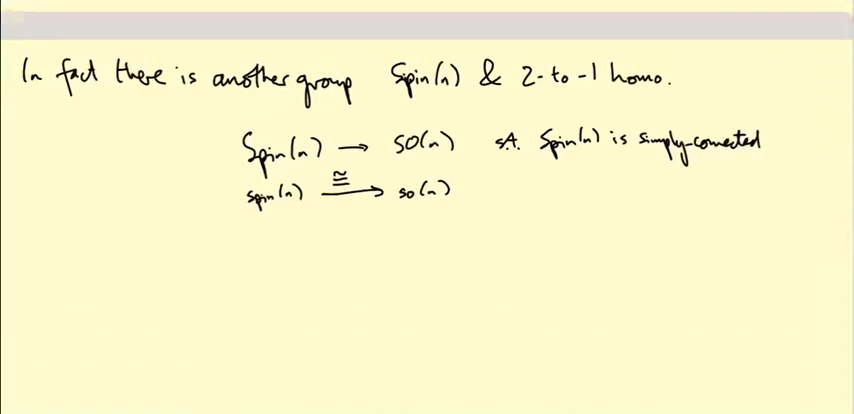 In fact there is another group Spin(n) & 2-to-1 homo.
Spin(n) → SO(n) s.t. Spin(n) is simply-connected
spin(n) ≅→ so(n)